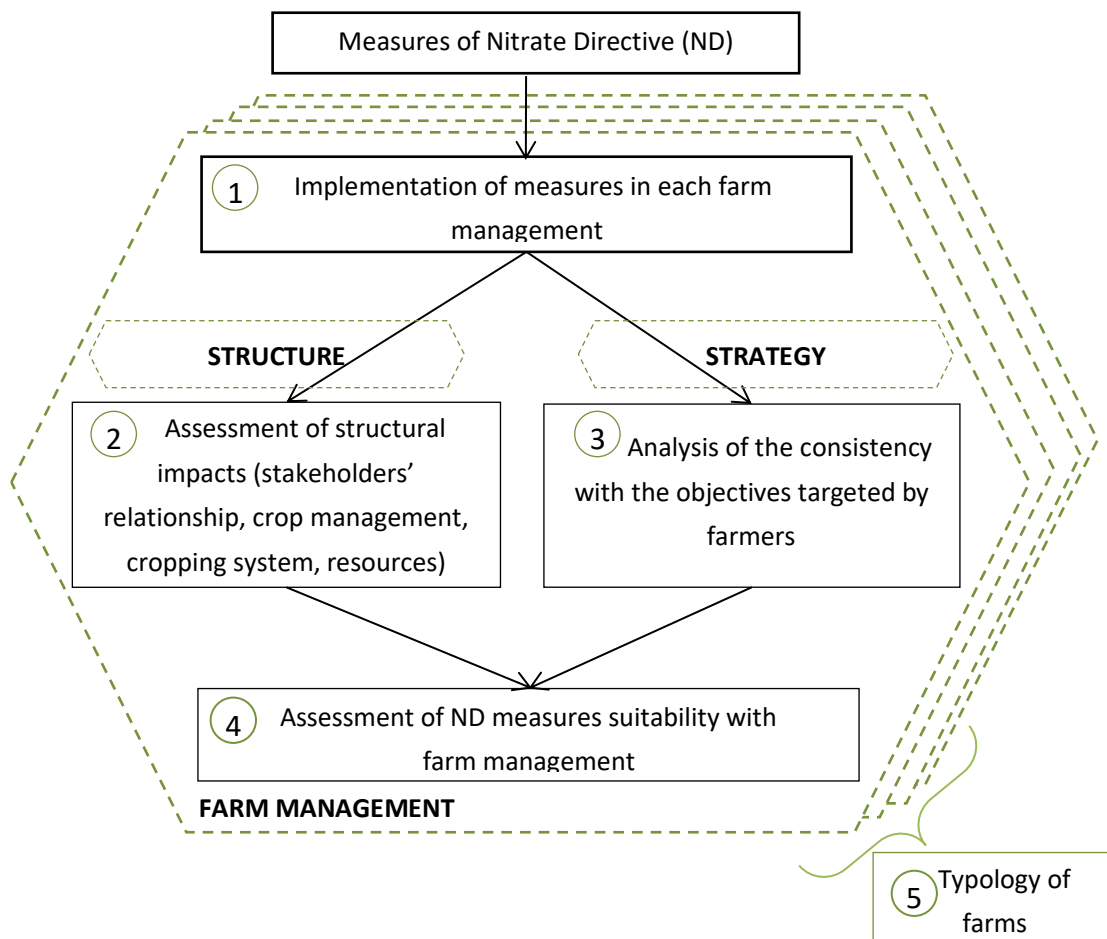 Measures of Nitrate Directive (ND)
1 Implementation of measures in each farm
management
STRUCTURE
STRATEGY
2 Assessment of structural
impacts (stakeholders’
relationship, crop management,
cropping system, resources)
3 Analysis of the consistency
with the objectives targeted by
farmers
4 Assessment of ND measures suitability with
farm management
FARM MANAGEMENT
5 Typology of
farms